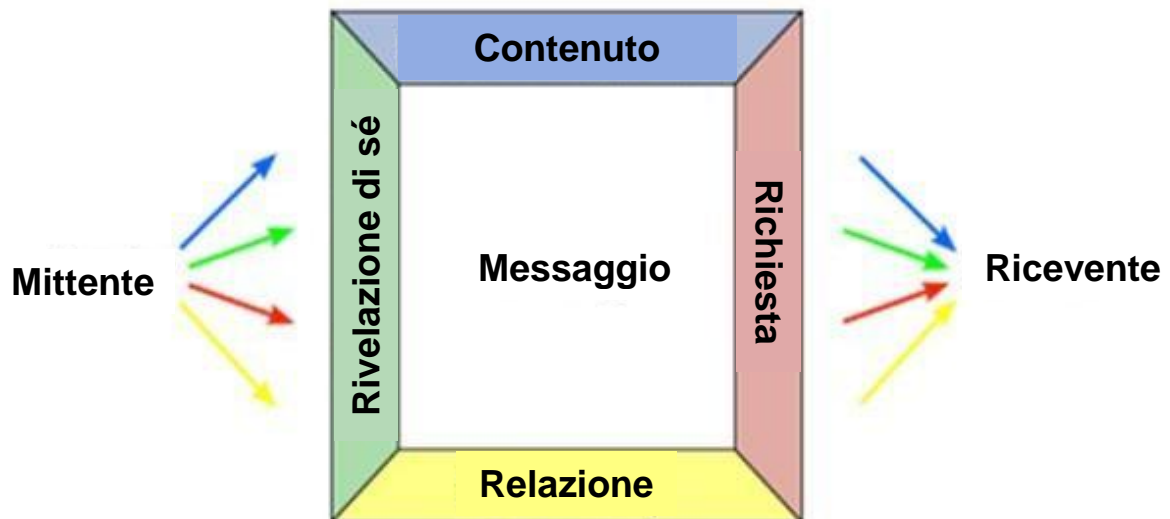 Contenuto
Rivelazione di sé
Richiesta
Mittente
Messaggio
Ricevente
Relazione